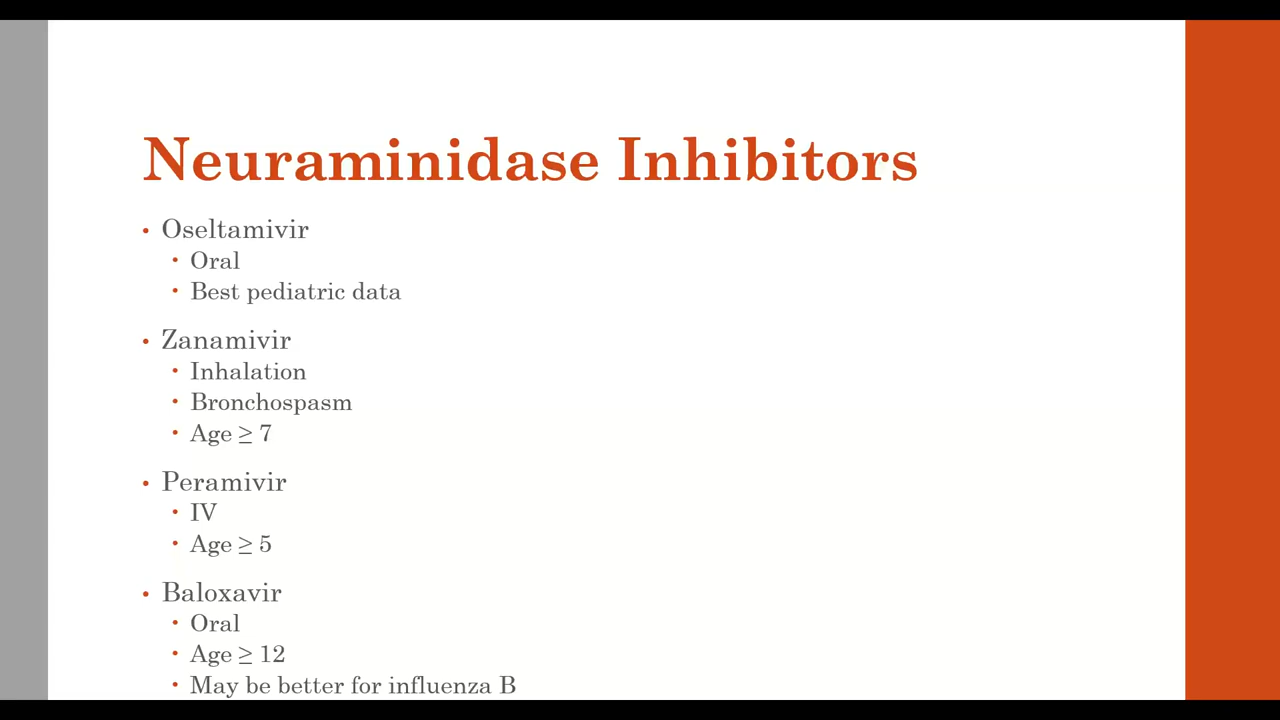 Neuraminidase Inhibitors
• Oseltamivir
• Oral
• Best pediatric data
• Zanamivir
• Inhalation
• Bronchospasm
• Age ≥ 7
• Peramivir
• IV
• Age ≥ 5
• Baloxavir
• Oral
• Age ≥ 12
• May be better for influenza B